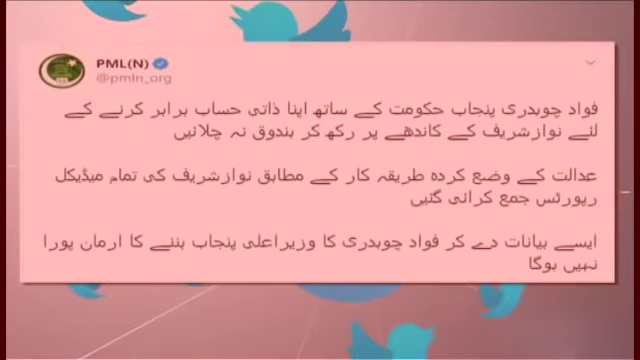 PML(N)
@pmln_org
فواد چوہدری پنجاب حکومت کے ساتھ اپنا ذاتی حساب برابر کرنے کے
لئے نوازشریف کے کاندھے پر رکھ کر بندوق نہ چلائیں
عدالت کے وضع کردہ طریقہ کار کے مطابق نوازشریف کی تمام میڈیکل
رپورٹس جمع کرائی گئیں
ایسے بیانات دے کر فواد چوہدری کا وزیراعلی پنجاب بننے کا ارمان پورا
نہیں ہوگا